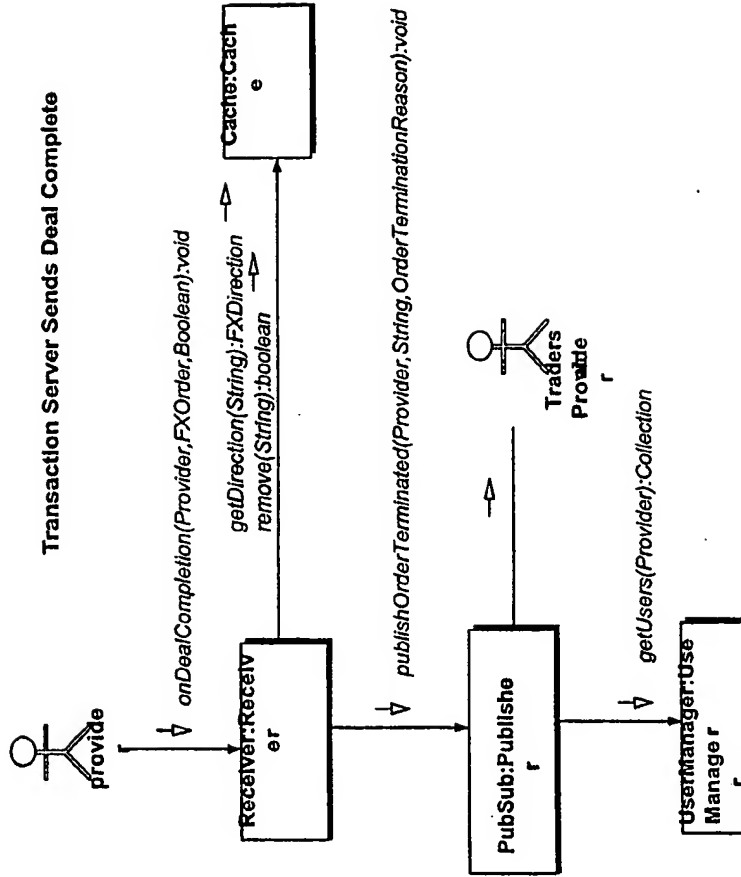 Transaction Server Sends Deal Complete
provide
r
onDealCompletion(Provider,FXOrder,Boolean):void
Receiver:Receiv
er
getDirection(String):FXDirection
remove(String):boolean
Cache:Cach
e
publishOrderTerminated(Provider,String,OrderTerminationReason):void
PubSub:Publishe
r
Traders
r
getUsers(Provider):Collection
UserManager:Use
Manager
r